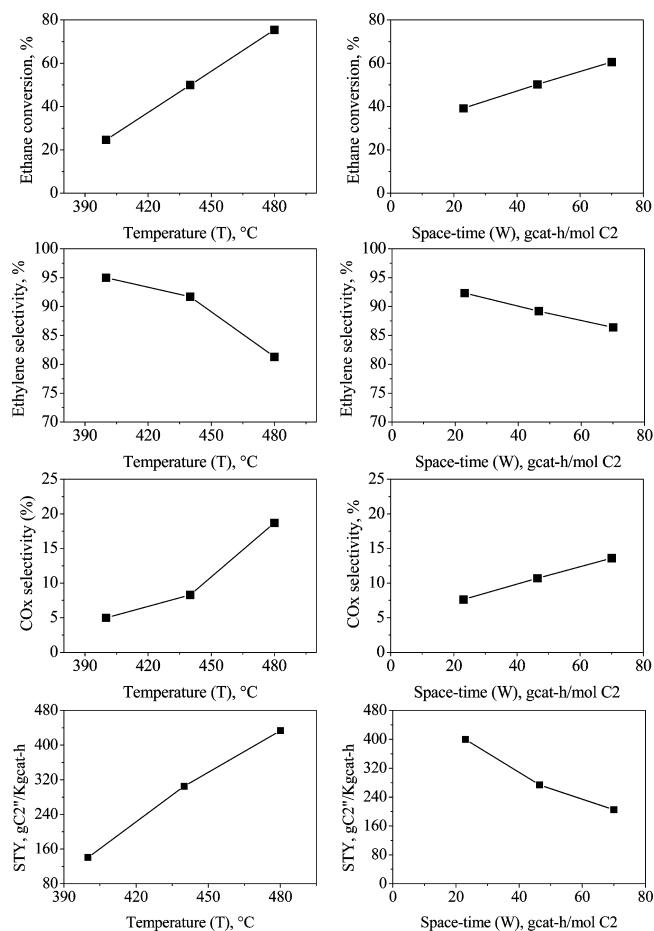 Ethane conversion, %
80
60
40
20
0
390 420 450 480
Temperature (T), °C
Ethane conversion, %
80
60
40
20
0
0 20 40 60 80
Space-time (W), gcat-h/mol C2
Ethylene selectivity, %
100
95
90
85
80
75
70
390 420 450 480
Temperature (T), °C
Ethylene selectivity, %
100
95
90
85
80
75
70
0 20 40 60 80
Space-time (W), gcat-h/mol C2
COx selectivity (%)
25
20
15
10
5
0
390 420 450 480
Temperature (T), °C
COx selectivity, %
25
20
15
10
5
0
0 20 40 60 80
Space-time (W), gcat-h/mol C2
STY, gC2"/Kgcat-h
480
400
320
240
160
80
390 420 450 480
Temperature (T), °C
STY, gC2"/Kgcat-h
480
400
320
240
160
80
0
0 20 40 60 80
Space-time (W), gcat-h/mol C2